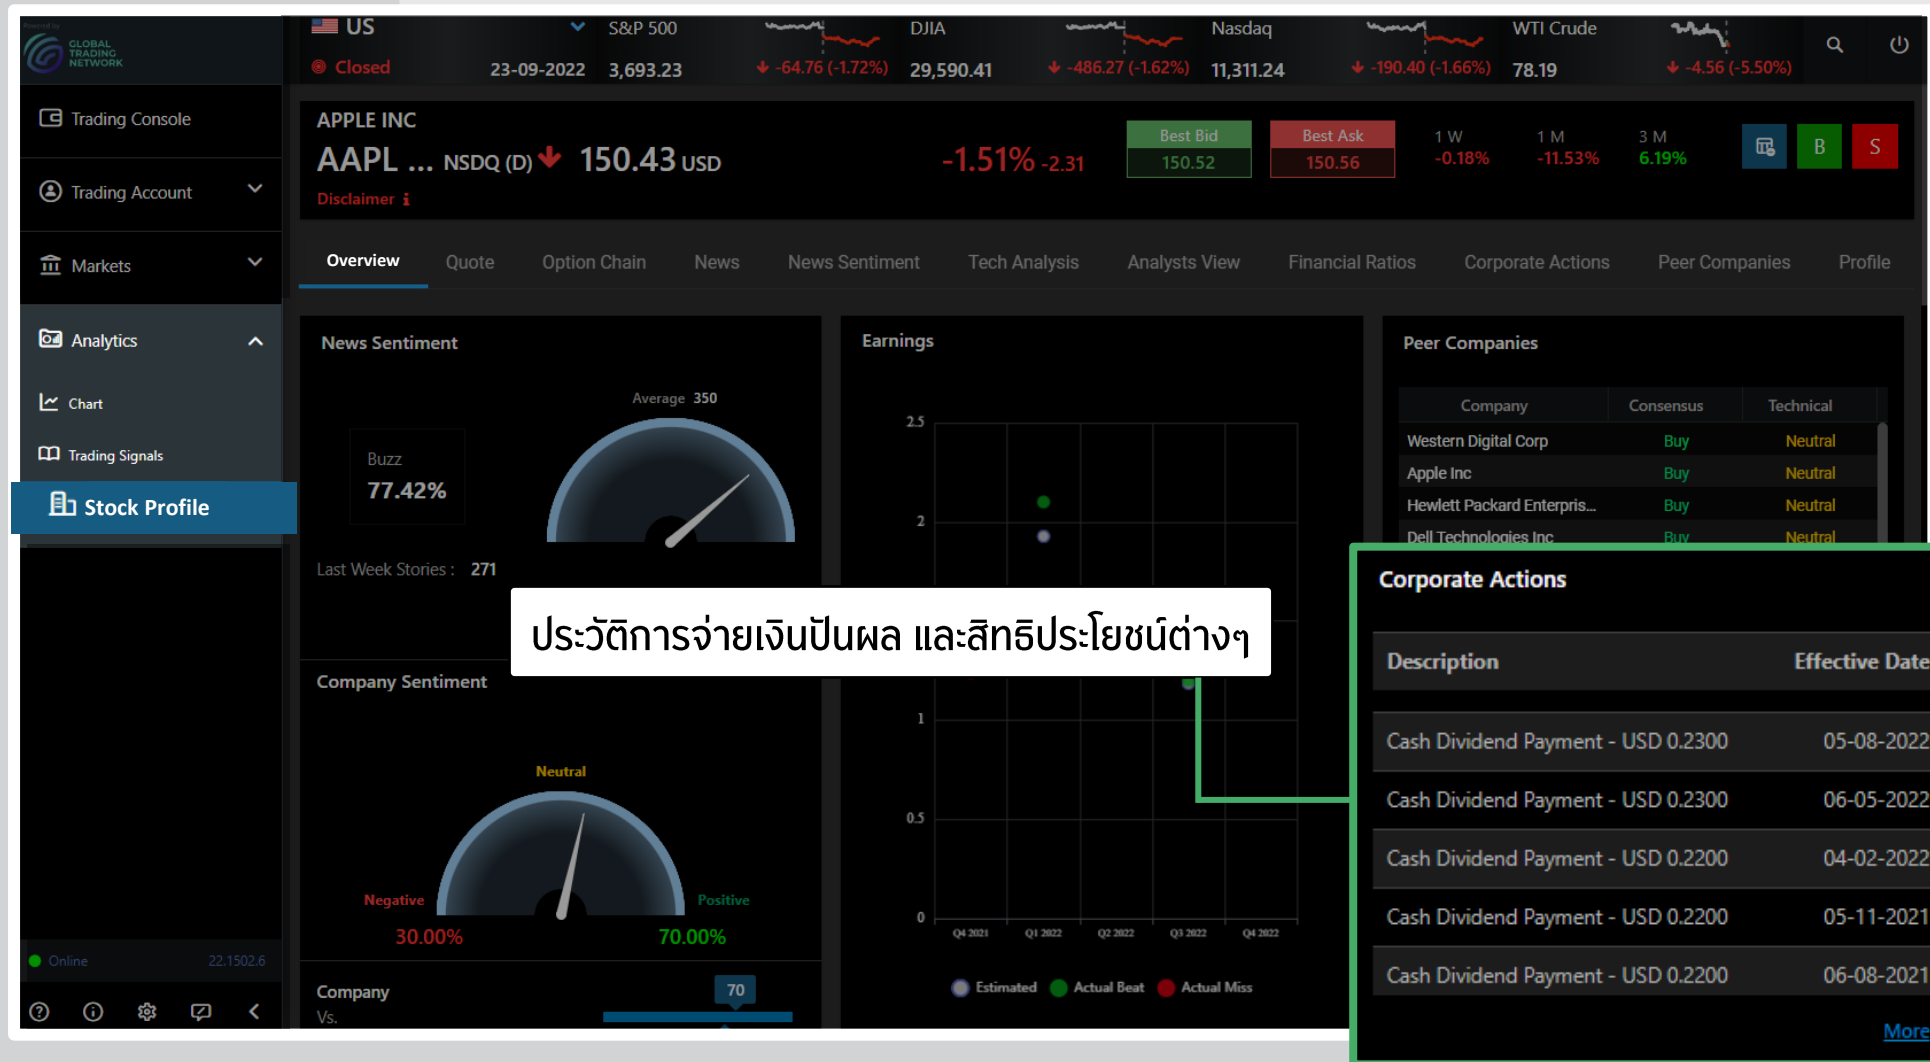 Powered by
GLOBAL
TRADING
NETWORK
US
Closed
23-09-2022
S&P 500
3,693.23
-64.76 (-1.72%)
DJIA
29,590.41
-486.27 (-1.62%)
Nasdaq
11,311.24
-190.40 (-1.66%)
WTI Crude
78.19
-4.56 (-5.50%)
Trading Console
Trading Account
Markets
Analytics
Chart
Trading Signals
Stock Profile
Online
22.1502.6
APPLE INC
AAPL ... NSDQ (D) 150.43 USD
-1.51% -2.31
Disclaimer
Best Bid
150.52
Best Ask
150.56
1 W
-0.18%
1 M
-11.53%
3 M
6.19%
B
S
Overview
Quote
Option Chain
News
News Sentiment
Tech Analysis
Analysts View
Financial Ratios
Corporate Actions
Peer Companies
Profile
News Sentiment
Average 350
Buzz
77.42%
Last Week Stories : 271
ประวัติการจ่ายเงินปันผล และสิทธิประโยชน์ต่างๆ
Company Sentiment
Neutral
Negative
30.00%
Positive
70.00%
Company
Vs.
70
Earnings
2.5
2
1
0.5
0
Q4 2021
Q1 2022
Q2 2022
Q3 2022
Q4 2022
Estimated
Actual Beat
Actual Miss
Peer Companies
Company Consensus Technical
Western Digital Corp Buy Neutral
Apple Inc Buy Neutral
Hewlett Packard Enterpris... Buy Neutral
Dell Technologies Inc Buy Neutral
Corporate Actions
Description Effective Date
Cash Dividend Payment - USD 0.2300 05-08-2022
Cash Dividend Payment - USD 0.2300 06-05-2022
Cash Dividend Payment - USD 0.2200 04-02-2022
Cash Dividend Payment - USD 0.2200 05-11-2021
Cash Dividend Payment - USD 0.2200 06-08-2021
More